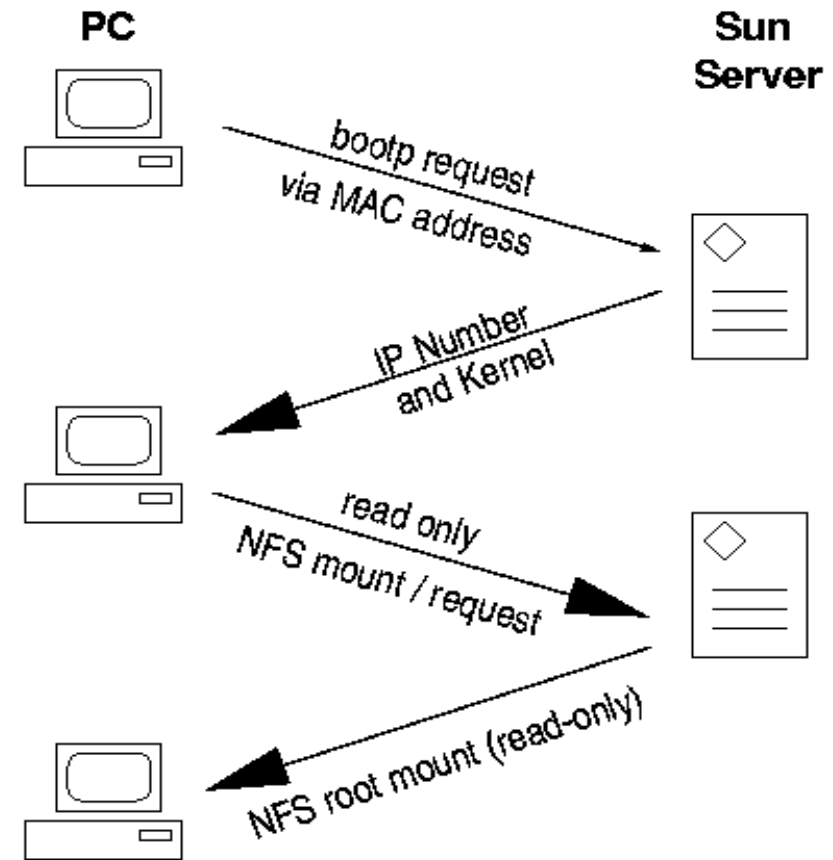 PC
Sun
Server
bootp request
via MAC address
IP Number
and Kernel
read only
NFS mount / request
NFS root mount (read-only)